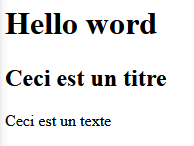 Hello word
Ceci est un titre
Ceci est un texte